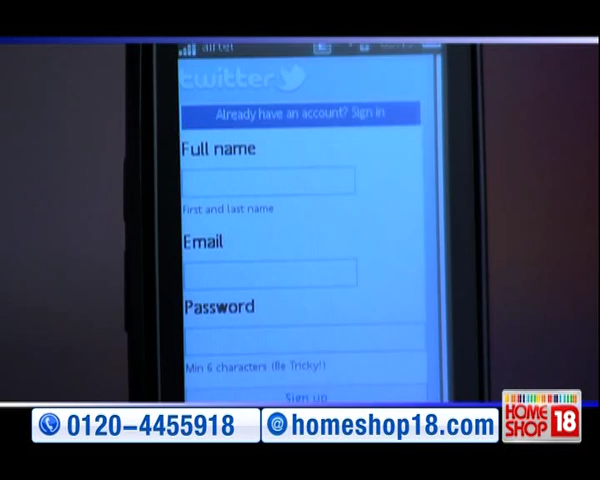 airtel
twitter
Already have an account? Sign in
Full name
First and last name
Email
Password
Min 6 characters (Be Tricky!)
Sign up
0120-4455918
@homeshop18.com
HOME
SHOP 18